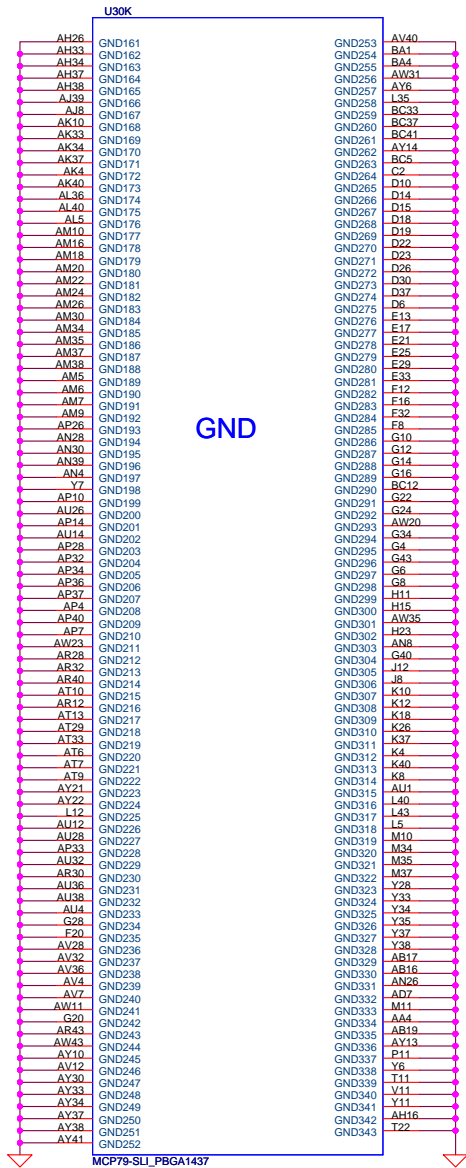 U30K
AH26 GND161 GND253 AV40
AH33 GND162 GND254 BA1
AH34 GND163 GND255 BA4
AH37 GND164 GND256 AW31
AH38 GND165 GND257 AY6
AJ39 GND166 GND258 L35
AJ8 GND167 GND259 BC33
AK10 GND168 GND260 BC37
AK33 GND169 GND261 BC41
AK34 GND170 GND262 AY14
AK37 GND171 GND263 BC5
AK4 GND172 GND264 C2
AK40 GND173 GND265 D10
AL36 GND174 GND266 D14
AL40 GND175 GND267 D15
AL5 GND176 GND268 D18
AM10 GND177 GND269 D19
AM16 GND178 GND270 D22
AM18 GND179 GND271 D23
AM20 GND180 GND272 D26
AM22 GND181 GND273 D30
AM24 GND182 GND274 D37
AM26 GND183 GND275 D6
AM30 GND184 GND276 E13
AM34 GND185 GND277 E17
AM35 GND186 GND278 E21
AM37 GND187 GND279 E25
AM38 GND188 GND280 E29
AM5 GND189 GND281 E33
AM6 GND190 GND282 F12
AM7 GND191 GND283 F16
AM9 GND192 GND284 F32
AP26 GND193 GND285 F8
GND
AN28 GND194 GND286 G10
AN30 GND195 GND287 G12
AN39 GND196 GND288 G14
AN4 GND197 GND289 G16
Y7 GND198 GND290 BC12
AP10 GND199 GND291 G22
AU26 GND200 GND292 G24
AP14 GND201 GND293 AW20
AU14 GND202 GND294 G34
AP28 GND203 GND295 G4
AP32 GND204 GND296 G43
AP34 GND205 GND297 G6
AP36 GND206 GND298 G8
AP37 GND207 GND299 H11
AP4 GND208 GND300 H15
AP40 GND209 GND301 AW35
AP7 GND210 GND302 H23
AW23 GND211 GND303 AN8
AR28 GND212 GND304 G40
AR32 GND213 GND305 J12
AR40 GND214 GND306 J8
AT10 GND215 GND307 K10
AR12 GND216 GND308 K12
AT13 GND217 GND309 K18
AT29 GND218 GND310 K26
AT33 GND219 GND311 K37
AT6 GND220 GND312 K4
AT7 GND221 GND313 K40
AT9 GND222 GND314 K8
AY21 GND223 GND315 AU1
AY22 GND224 GND316 L40
L12 GND225 GND317 L43
AU12 GND226 GND318 L5
AU28 GND227 GND319 M10
AP33 GND228 GND320 M34
AU32 GND229 GND321 M35
AR30 GND230 GND322 M37
AU36 GND231 GND323 Y28
AU38 GND232 GND324 Y33
AU4 GND233 GND325 Y34
G28 GND234 GND326 Y35
F20 GND235 GND327 Y37
AV28 GND236 GND328 Y38
AV32 GND237 GND329 AB17
AV36 GND238 GND330 AB16
AV4 GND239 GND331 AN26
AV7 GND240 GND332 AD7
AW11 GND241 GND333 M11
G20 GND242 GND334 AA4
AR43 GND243 GND335 AB19
AW43 GND244 GND336 AY13
AY10 GND245 GND337 P11
AV12 GND246 GND338 Y6
AY30 GND247 GND339 T11
AY33 GND248 GND340 V11
AY34 GND249 GND341 Y11
AY37 GND250 GND342 AH16
AY38 GND251 GND343 T22
AY41 GND252
MCP79-SLI_PBGA1437